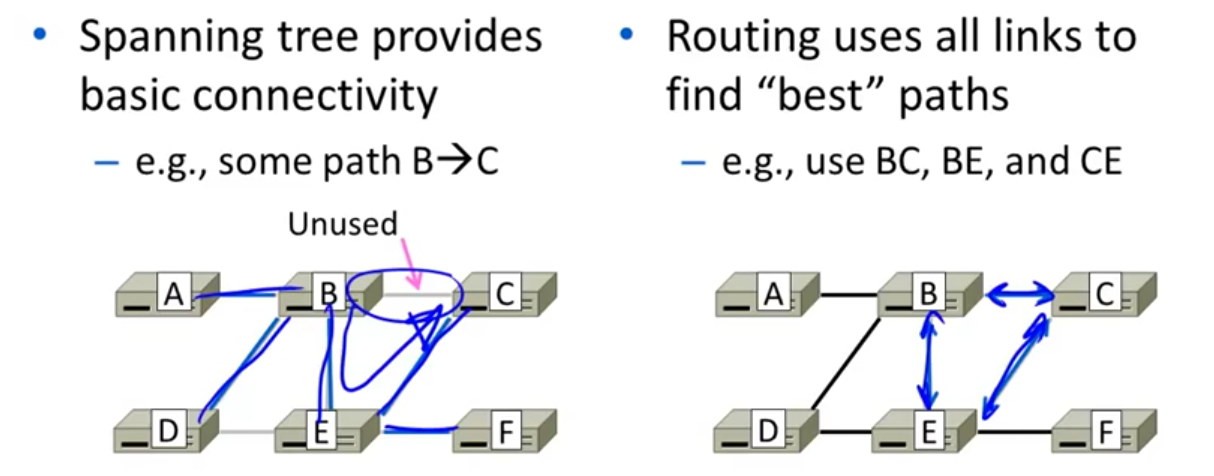 • Spanning tree provides
basic connectivity
– e.g., some path B→C
Unused
A B C
D E F
• Routing uses all links to
find “best” paths
– e.g., use BC, BE, and CE
A B C
D E F